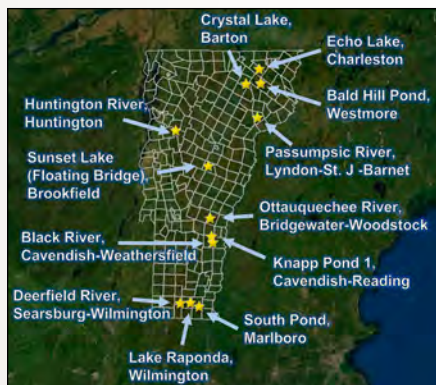 Crystal Lake,
Barton
Echo Lake,
Charleston
Bald Hill Pond,
Westmore
Huntington River,
Huntington
Passumpsic River,
Lyndon-St. J -Barnet
Sunset Lake
(Floating Bridge),
Brookfield
Ottauquechee River,
Bridgewater-Woodstock
Black River,
Cavendish-Weathersfield
Knapp Pond 1,
Cavendish-Reading
Deerfield River,
Searsburg-Wilmington
South Pond,
Marlboro
Lake Raponda,
Wilmington